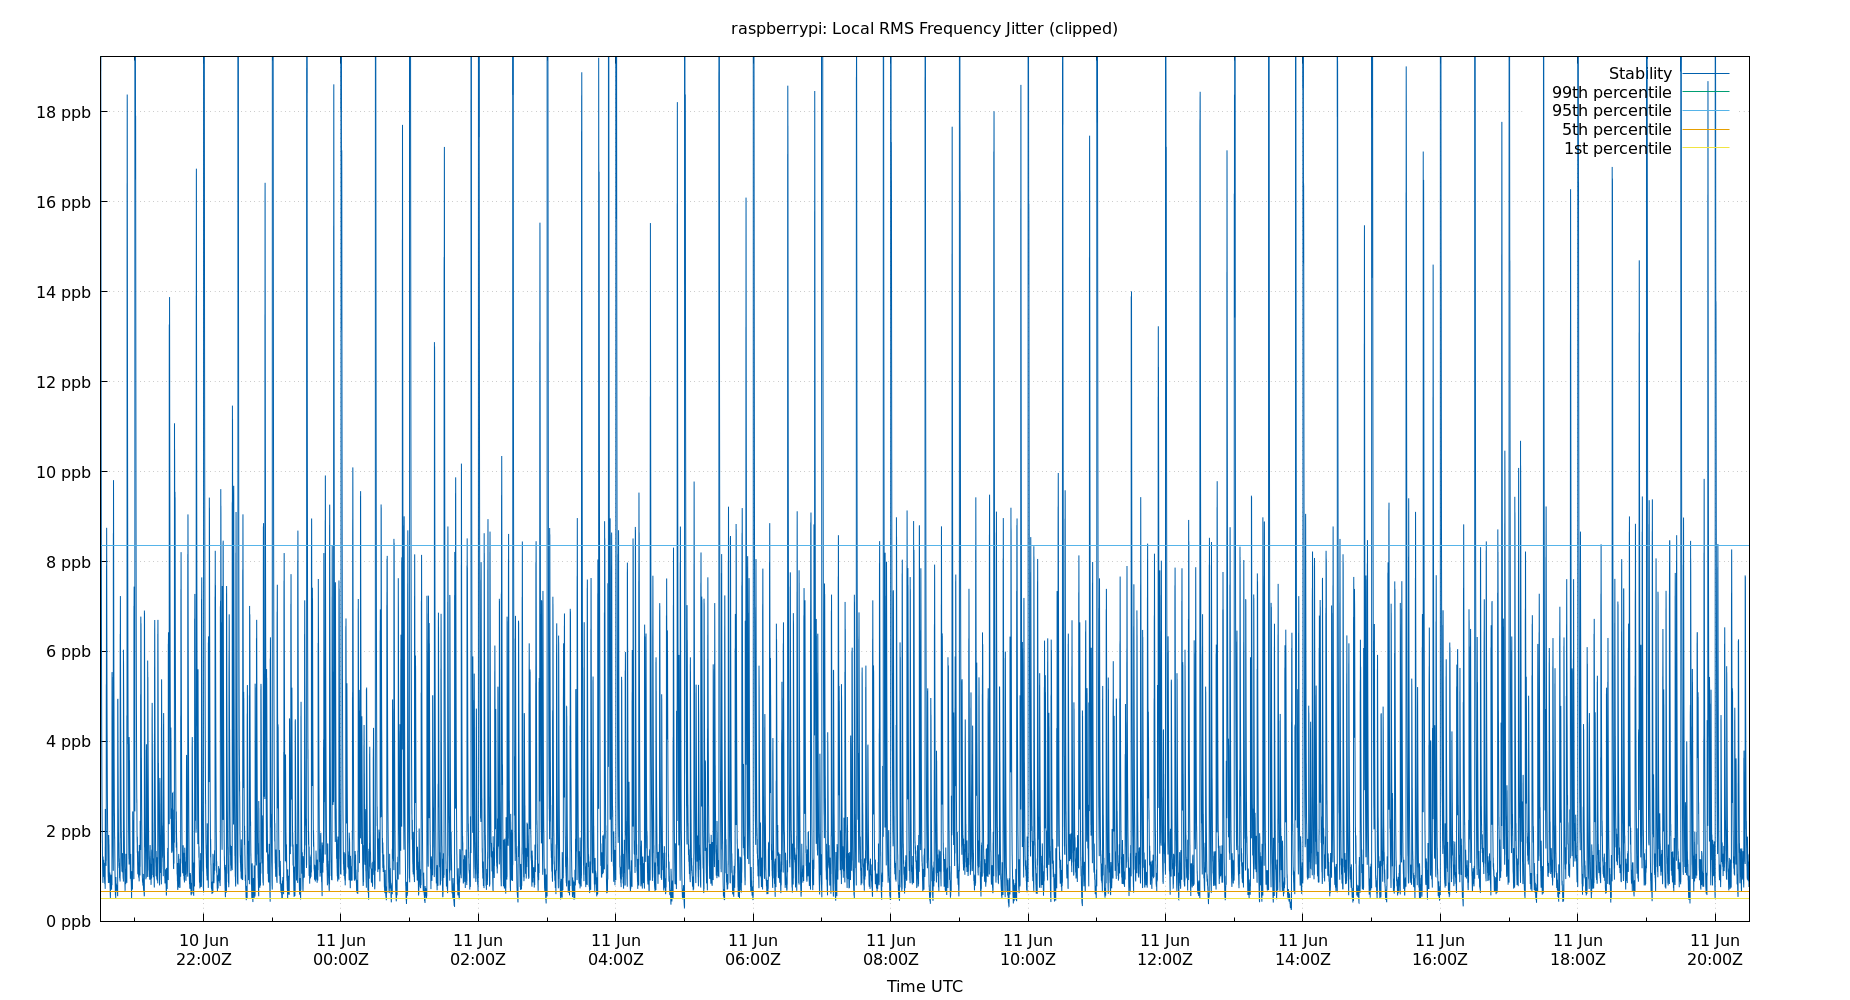 raspberrypi: Local RMS Frequency Jitter (clipped)
Stability
99th percentile
95th percentile
5th percentile
1st percentile
18 ppb
16 ppb
14 ppb
12 ppb
10 ppb
8 ppb
6 ppb
4 ppb
2 ppb
0 ppb
10 Jun 11 Jun 11 Jun 11 Jun 11 Jun 11 Jun 11 Jun 11 Jun 11 Jun 11 Jun 11 Jun 11 Jun
22:00Z 00:00Z 02:00Z 04:00Z 06:00Z 08:00Z 10:00Z 12:00Z 14:00Z 16:00Z 18:00Z 20:00Z
Time UTC